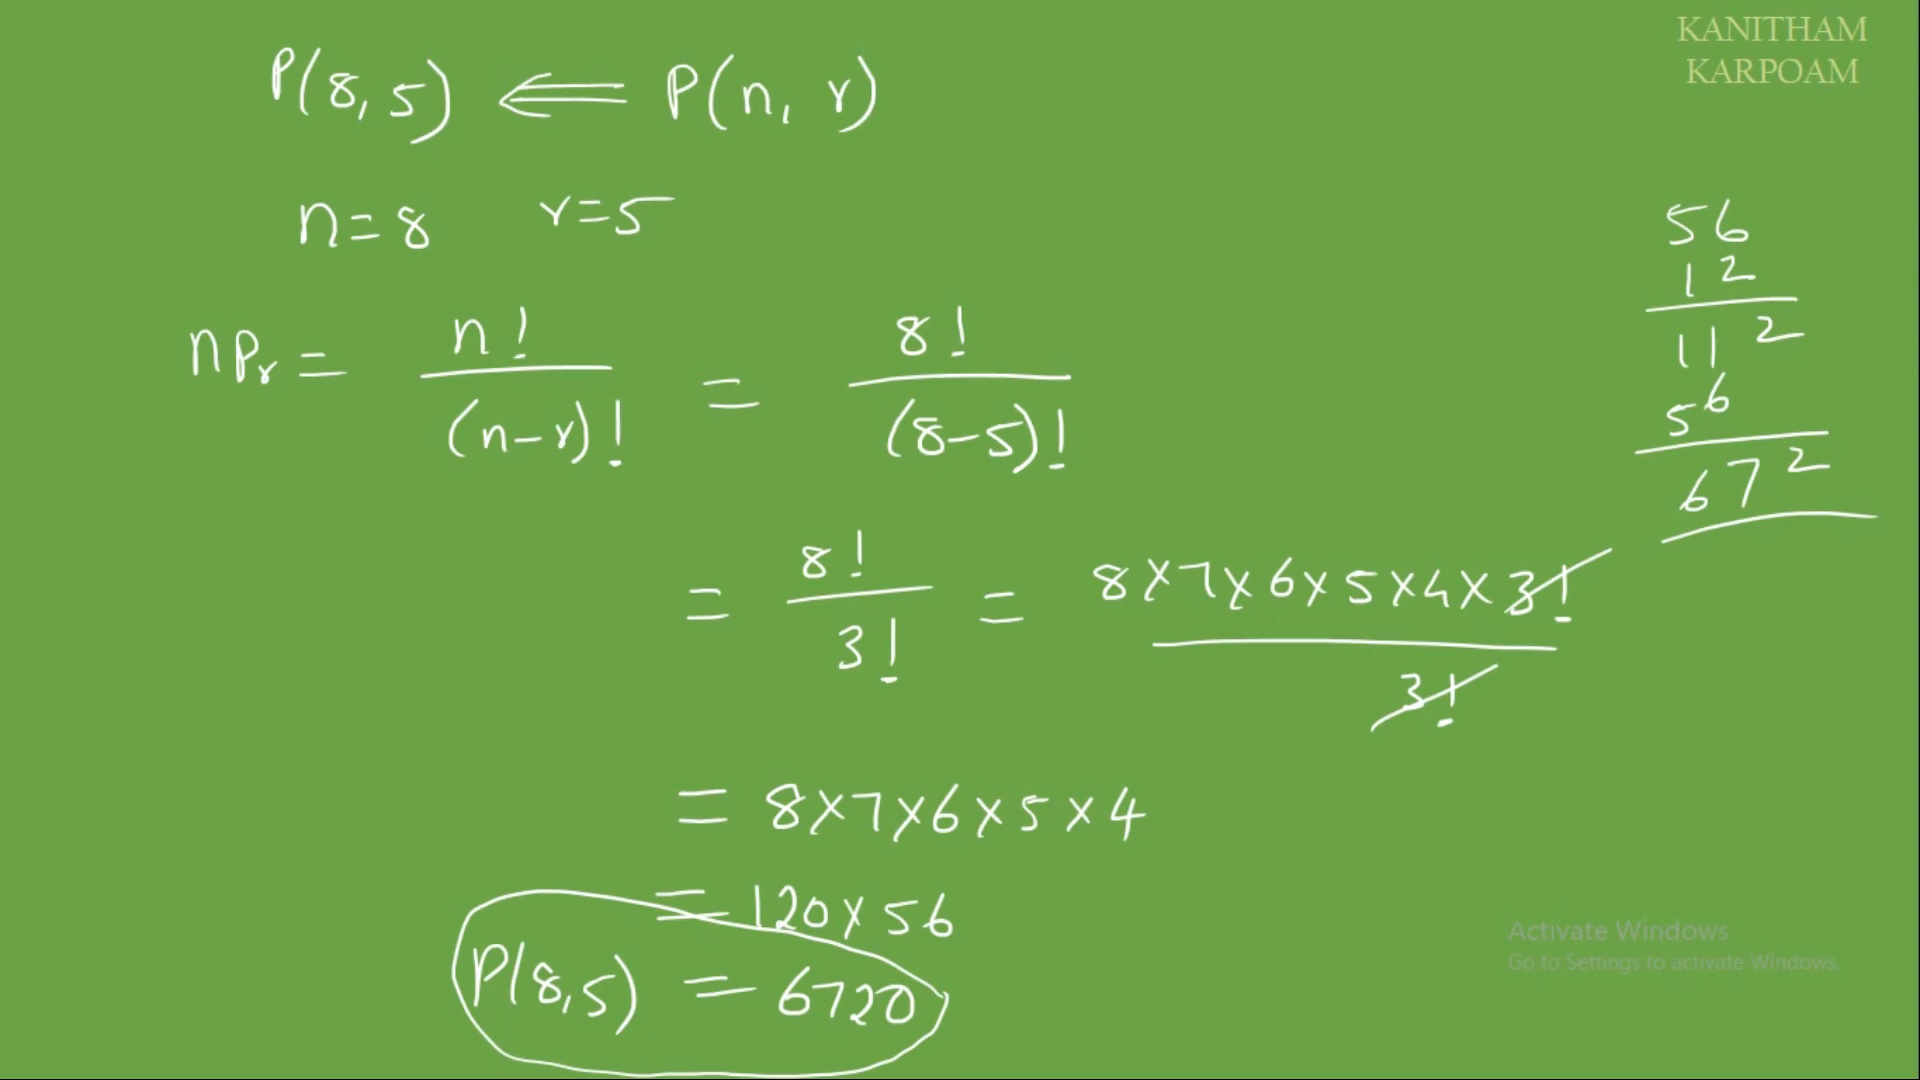 KANITHAM
KARPOAM
P(8,5) ⟸ P(n, r)
n=8 r=5
nPr = n! / (n-r)! = 8! / (8-5)!
= 8! / 3! = 8×7×6×5×4×3! / 3!
= 8×7×6×5×4
= 120×56
P(8,5) = 6720
56
12
112
56
672
Activate Windows
Go to Settings to activate Windows.